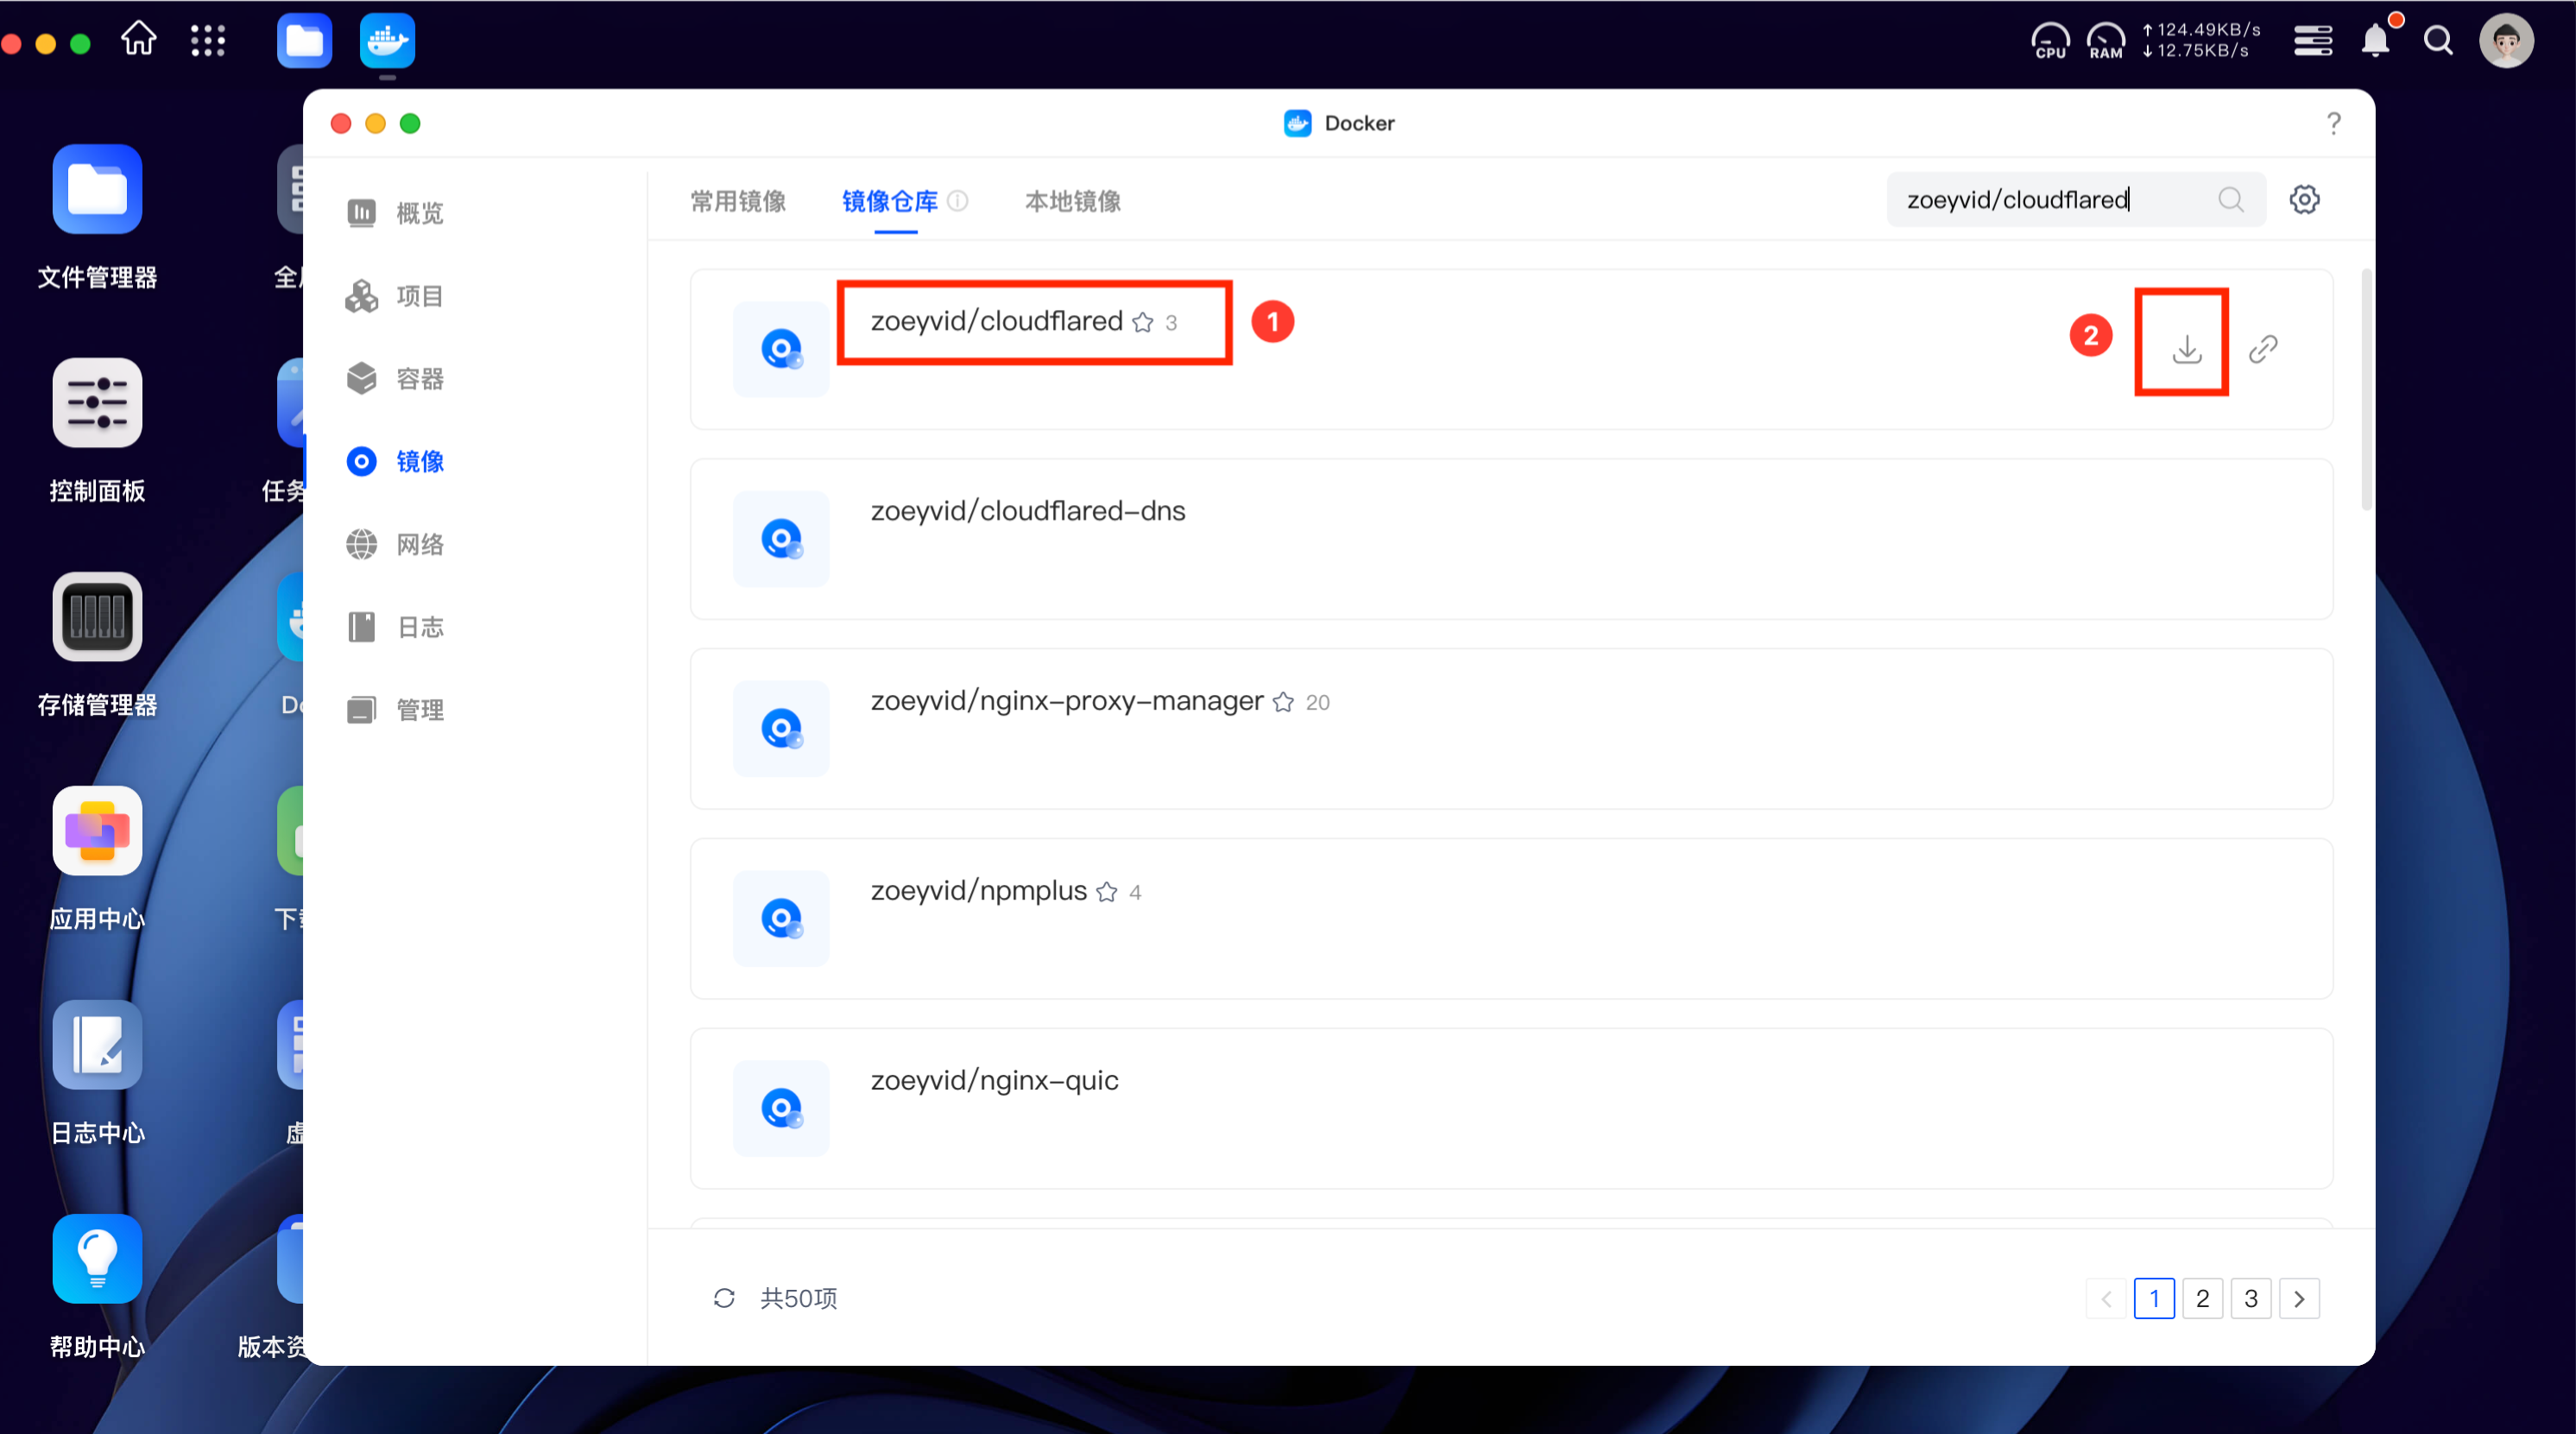 CPU
RAM
↑124.49KB/s
↓12.75KB/s
Docker
?
文件管理器
控制面板
存储管理器
应用中心
日志中心
帮助中心
任务
下
版本资
概览
项目
容器
镜像
网络
日志
管理
常用镜像
镜像仓库
本地镜像
zoeyvid/cloudflared
zoeyvid/cloudflared 3
1
2
zoeyvid/cloudflared-dns
zoeyvid/nginx-proxy-manager 20
zoeyvid/npmplus 4
zoeyvid/nginx-quic
共50项
< 1 2 3 >